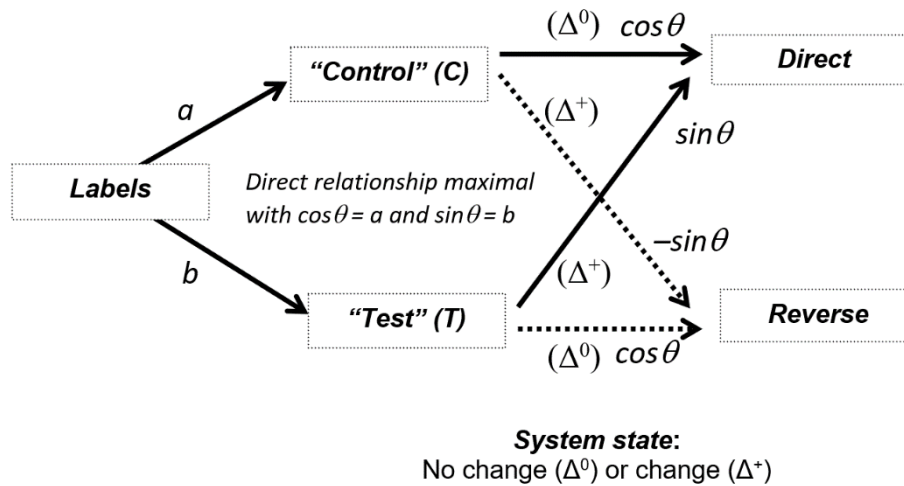 (Δ⁰) cosθ
"Control" (C)
Direct
a
(Δ⁺)
sinθ
Labels
Direct relationship maximal
with cosθ = a and sinθ = b
–sinθ
b
(Δ⁺)
"Test" (T)
Reverse
(Δ⁰) cosθ
System state:
No change (Δ⁰) or change (Δ⁺)